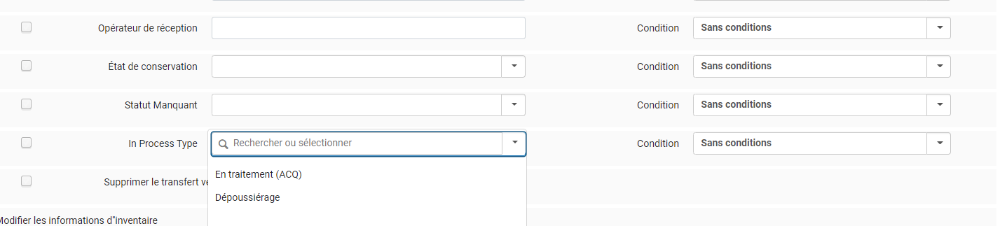 Opérateur de réception Condition Sans conditions
État de conservation Condition Sans conditions
Statut Manquant Condition Sans conditions
In Process Type Rechercher ou sélectionner Condition Sans conditions
En traitement (ACQ)
Supprimer le transfert ve
Dépoussiérage
Modifier les informations d"inventaire